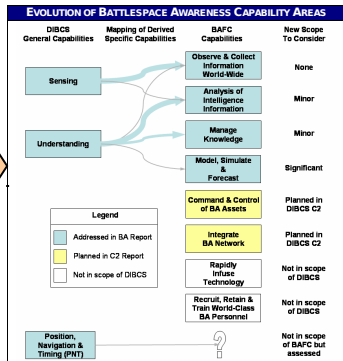 EVOLUTION OF BATTLESPACE AWARENESS CAPABILITY AREAS
DIBCS
General Capabilities
Mapping of Derived
Specific Capabilities
BAFC
Capabilities
New Scope
To Consider
Sensing
Observe & Collect
Information
World-Wide
None
Analysis of
Intelligence
Information
Minor
Understanding
Manage
Knowledge
Minor
Model, Simulate
&
Forecast
Significant
Command & Control
of BA Assets
Planned in
DIBCS C2
Integrate
BA Network
Planned in
DIBCS C2
Rapidly
Infuse
Technology
Not in scope
of DIBCS
Recruit, Retain &
Train World-Class
BA Personnel
Not in scope
of DIBCS
Legend
Addressed in BA Report
Planned in C2 Report
Not in scope of DIBCS
Position,
Navigation &
Timing (PNT)
?
Not in scope
of BAFC but
assessed